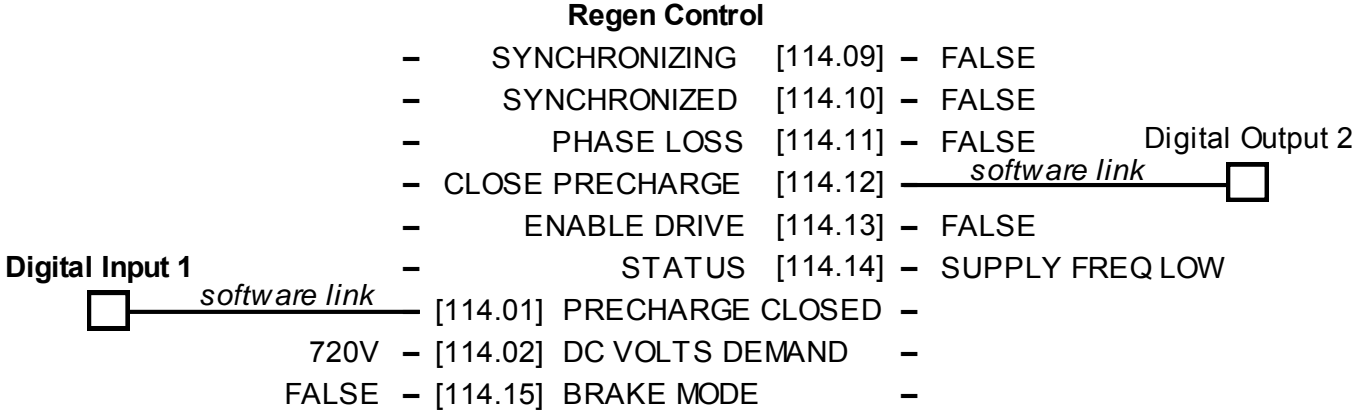 Regen Control
SYNCHRONIZING [114.09] – FALSE
SYNCHRONIZED [114.10] – FALSE
PHASE LOSS [114.11] – FALSE
Digital Output 2
CLOSE PRECHARGE [114.12] software link
ENABLE DRIVE [114.13] – FALSE
Digital Input 1
STATUS [114.14] – SUPPLY FREQ LOW
software link [114.01] PRECHARGE CLOSED –
720V – [114.02] DC VOLTS DEMAND –
FALSE – [114.15] BRAKE MODE –